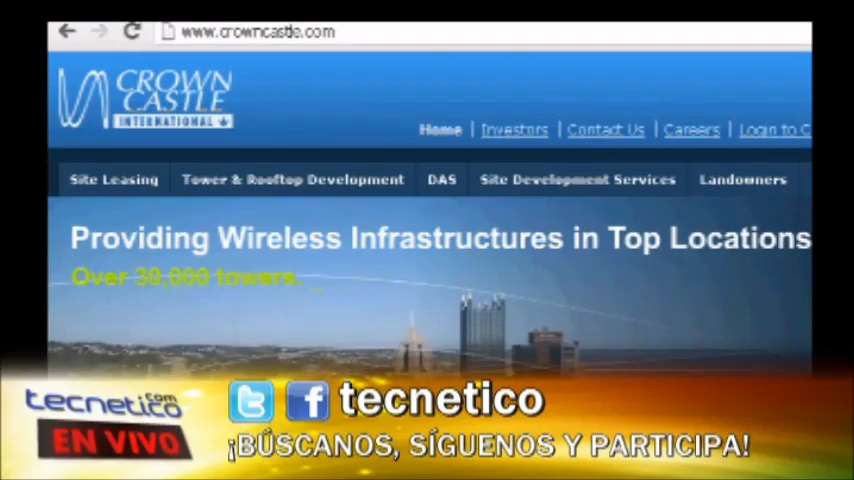 www.crowncastle.com
CROWN
CASTLE
INTERNATIONAL
Home | Investors | Contact Us | Careers | Login to C
Site Leasing Tower & Rooftop Development DAS Site Development Services Landowners
Providing Wireless Infrastructures in Top Locations
Over 30,000 towers.
tecnetico.com
EN VIVO
tecnetico
¡BÚSCANOS, SÍGUENOS Y PARTICIPA!